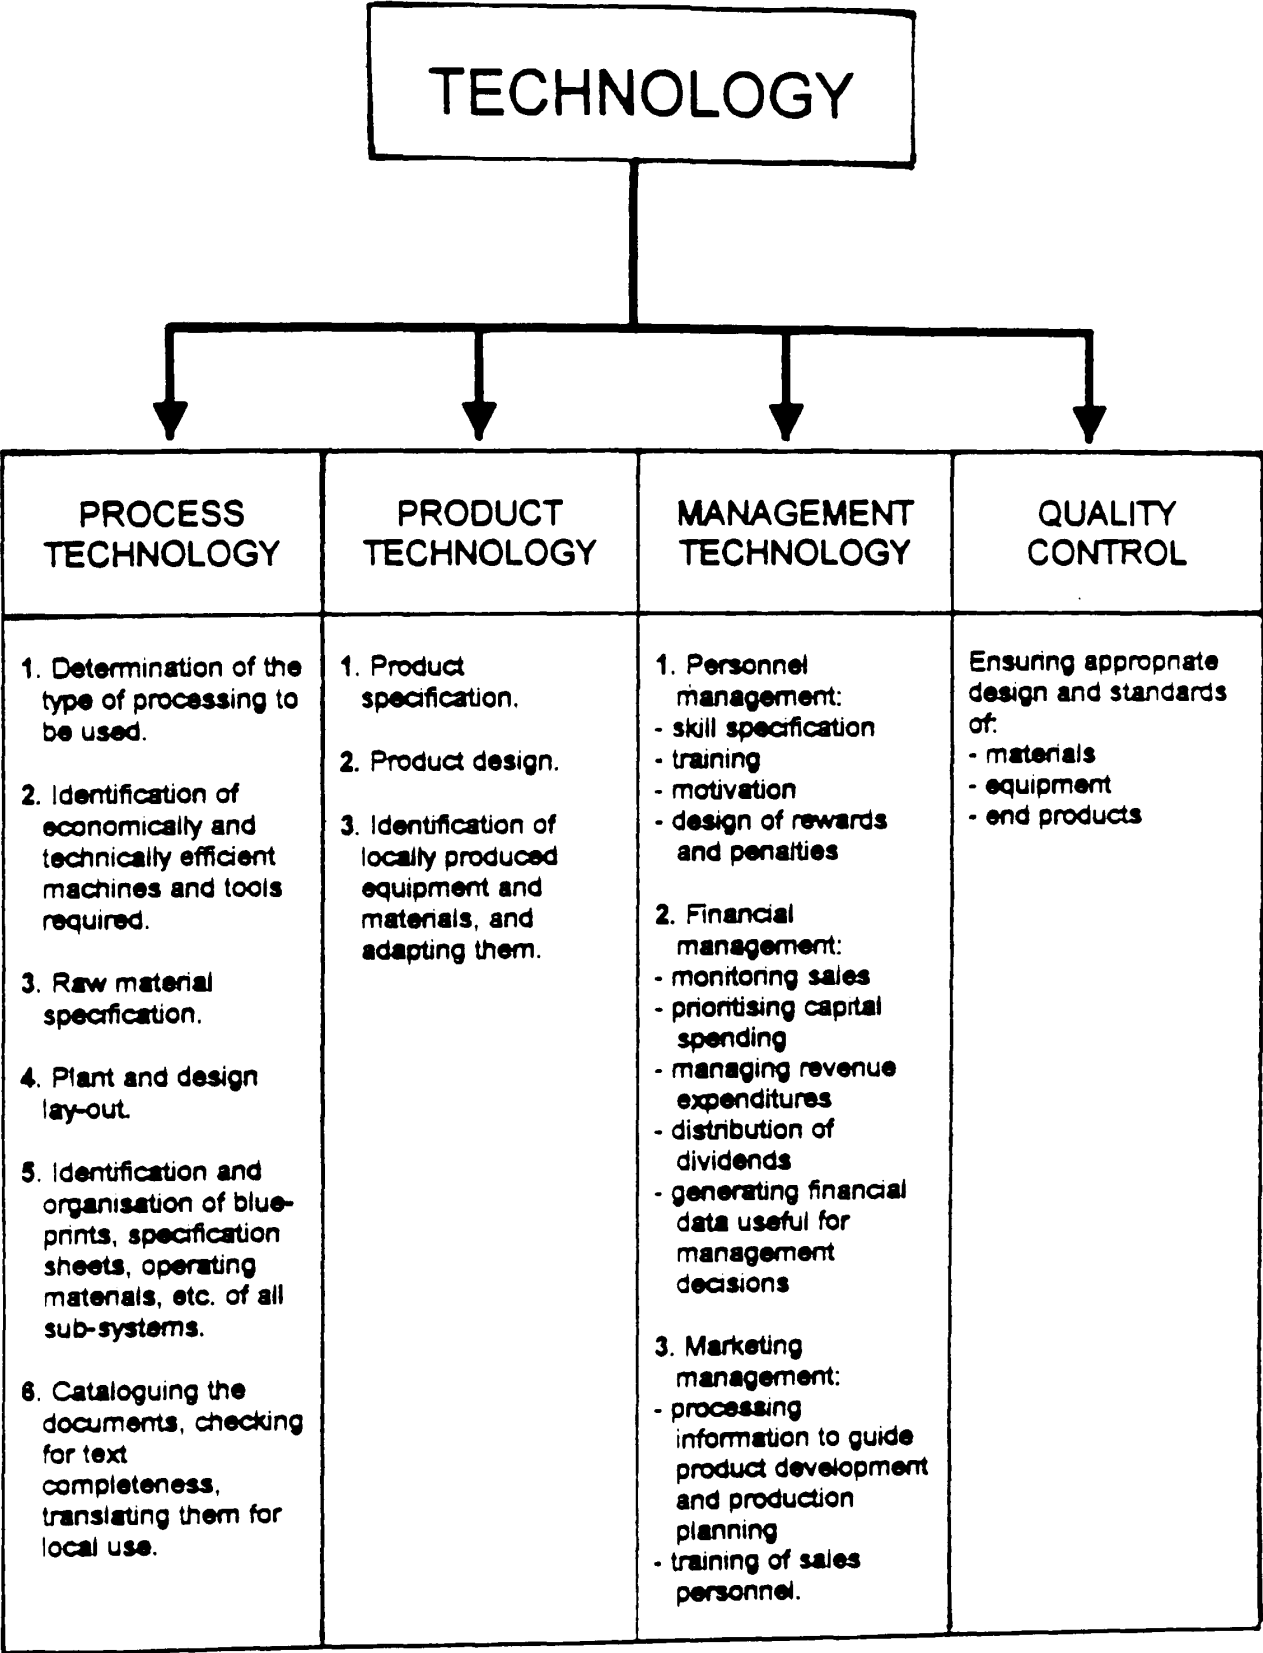 TECHNOLOGY
PROCESS
TECHNOLOGY
PRODUCT
TECHNOLOGY
MANAGEMENT
TECHNOLOGY
QUALITY
CONTROL
1. Determination of the
type of processing to
be used.
2. Identification of
economically and
technically efficient
machines and tools
required.
3. Raw material
specification.
4. Plant and design
lay-out.
5. Identification and
organisation of blue-
prints, specification
sheets, operating
materials, etc. of all
sub-systems.
6. Cataloguing the
documents, checking
for text
completeness,
translating them for
local use.
1. Product
specification.
2. Product design.
3. Identification of
locally produced
equipment and
materials, and
adapting them.
1. Personnel
management:
- skill specification
- training
- motivation
- design of rewards
and penalties
2. Financial
management:
- monitoring sales
- prioritising capital
spending
- managing revenue
expenditures
- distribution of
dividends
- generating financial
data useful for
management
decisions
3. Marketing
management:
- processing
information to guide
product development
and production
planning
- training of sales
personnel.
Ensuring appropriate
design and standards
of:
- materials
- equipment
- end products